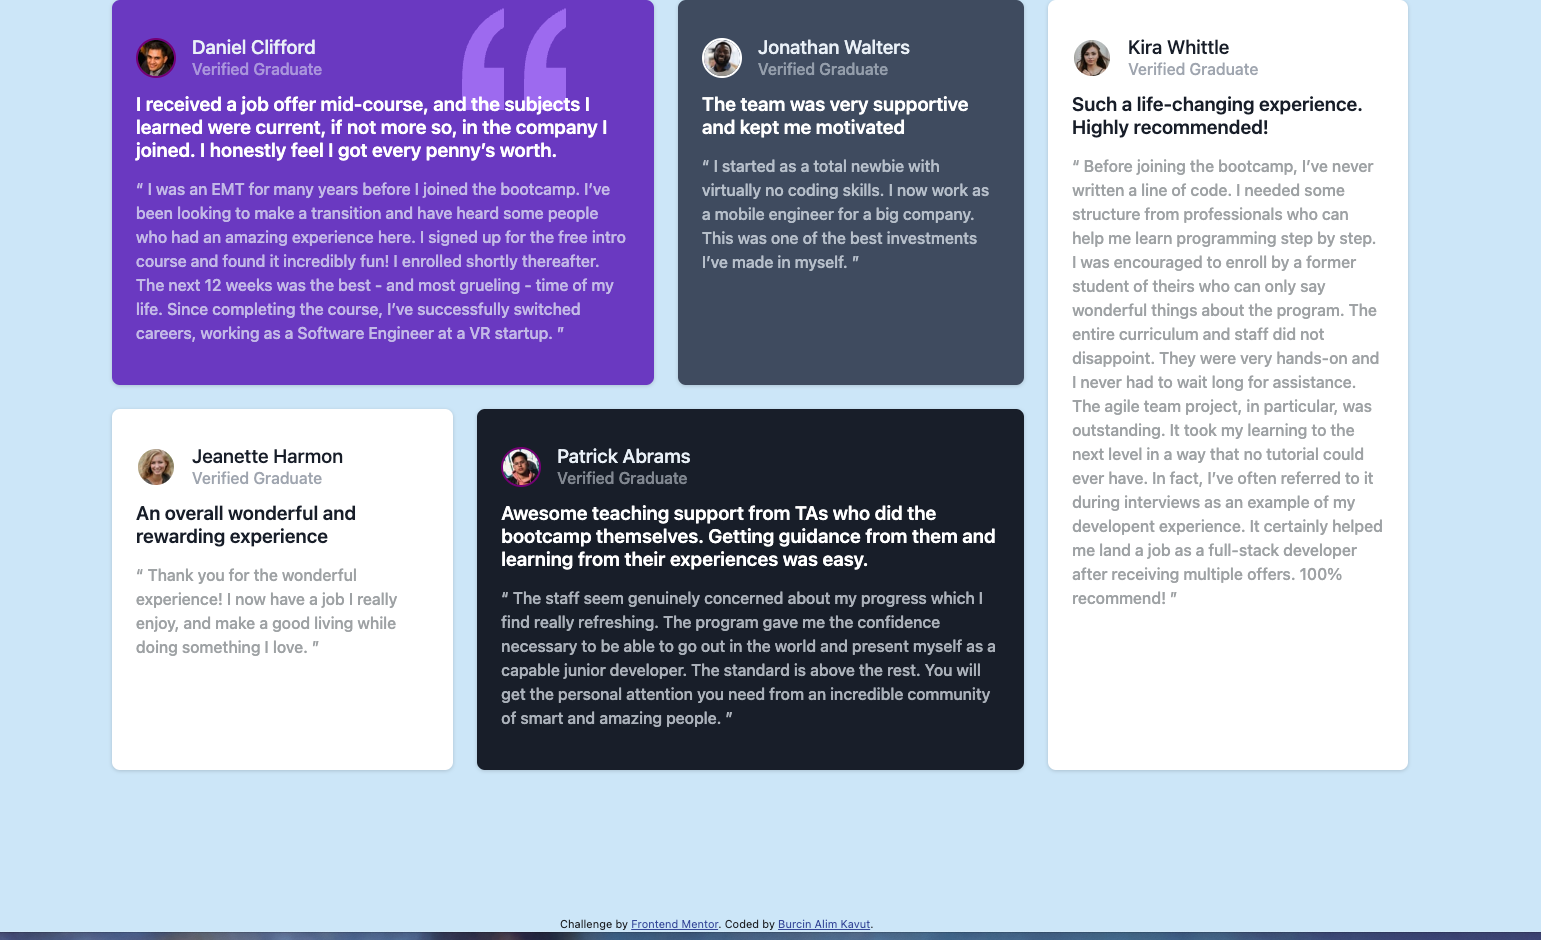 Daniel Clifford
Verified Graduate
I received a job offer mid-course, and the subjects I
learned were current, if not more so, in the company I
joined. I honestly feel I got every penny’s worth.
“ I was an EMT for many years before I joined the bootcamp. I’ve
been looking to make a transition and have heard some people
who had an amazing experience here. I signed up for the free intro
course and found it incredibly fun! I enrolled shortly thereafter.
The next 12 weeks was the best - and most grueling - time of my
life. Since completing the course, I’ve successfully switched
careers, working as a Software Engineer at a VR startup. ”
Jonathan Walters
Verified Graduate
The team was very supportive
and kept me motivated
“ I started as a total newbie with
virtually no coding skills. I now work as
a mobile engineer for a big company.
This was one of the best investments
I’ve made in myself. ”
Kira Whittle
Verified Graduate
Such a life-changing experience.
Highly recommended!
“ Before joining the bootcamp, I’ve never
written a line of code. I needed some
structure from professionals who can
help me learn programming step by step.
I was encouraged to enroll by a former
student of theirs who can only say
wonderful things about the program. The
entire curriculum and staff did not
disappoint. They were very hands-on and
I never had to wait long for assistance.
The agile team project, in particular, was
outstanding. It took my learning to the
next level in a way that no tutorial could
ever have. In fact, I’ve often referred to it
during interviews as an example of my
developent experience. It certainly helped
me land a job as a full-stack developer
after receiving multiple offers. 100%
recommend! ”
Jeanette Harmon
Verified Graduate
An overall wonderful and
rewarding experience
“ Thank you for the wonderful
experience! I now have a job I really
enjoy, and make a good living while
doing something I love. ”
Patrick Abrams
Verified Graduate
Awesome teaching support from TAs who did the
bootcamp themselves. Getting guidance from them and
learning from their experiences was easy.
“ The staff seem genuinely concerned about my progress which I
find really refreshing. The program gave me the confidence
necessary to be able to go out in the world and present myself as a
capable junior developer. The standard is above the rest. You will
get the personal attention you need from an incredible community
of smart and amazing people. ”
Challenge by Frontend Mentor. Coded by Burcin Alim Kavut.